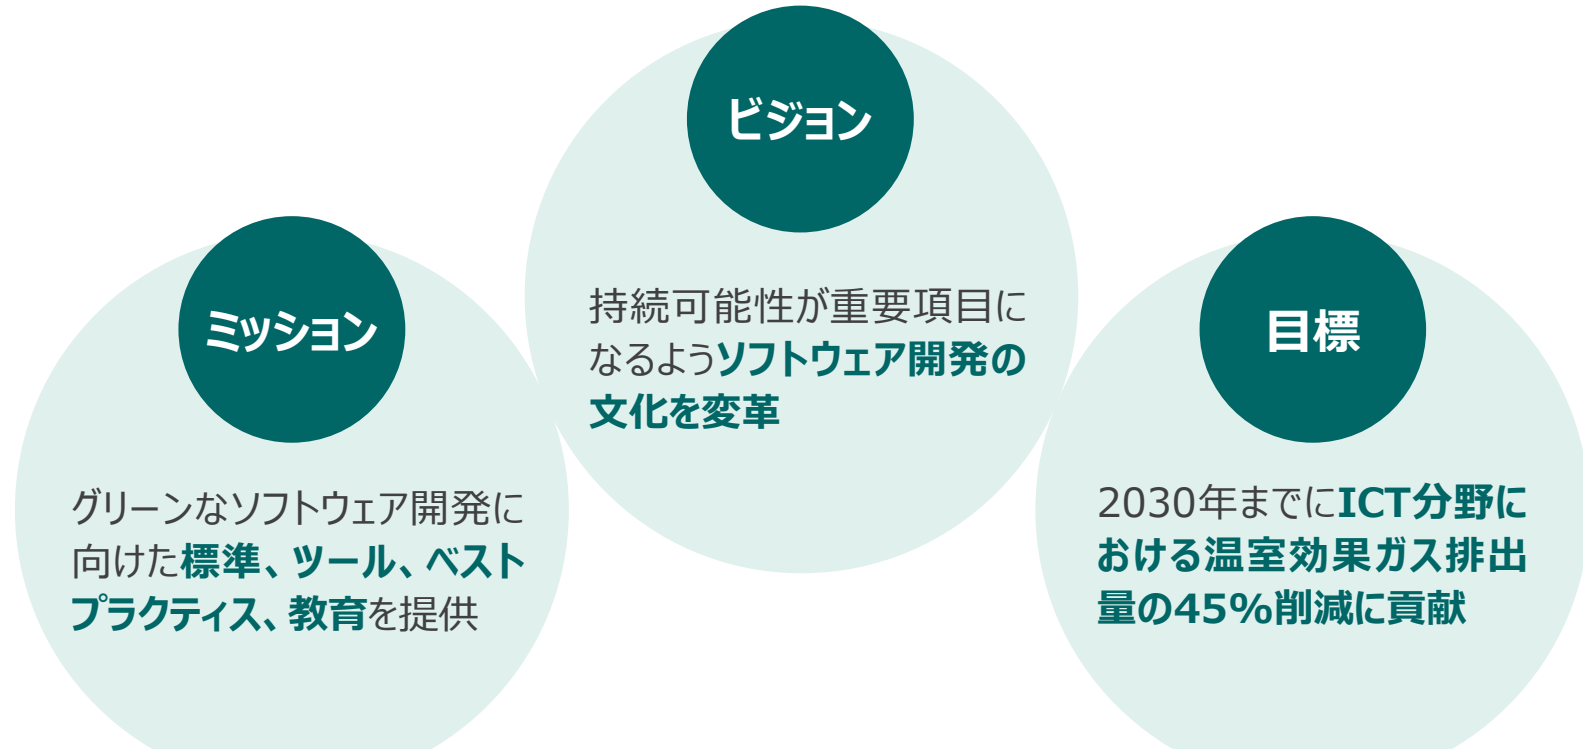 ミッション
グリーンなソフトウェア開発に
向けた標準、ツール、ベスト
プラクティス、教育を提供
ビジョン
持続可能性が重要項目に
なるようソフトウェア開発の
文化を変革
目標
2030年までにICT分野に
おける温室効果ガス排出
量の45%削減に貢献